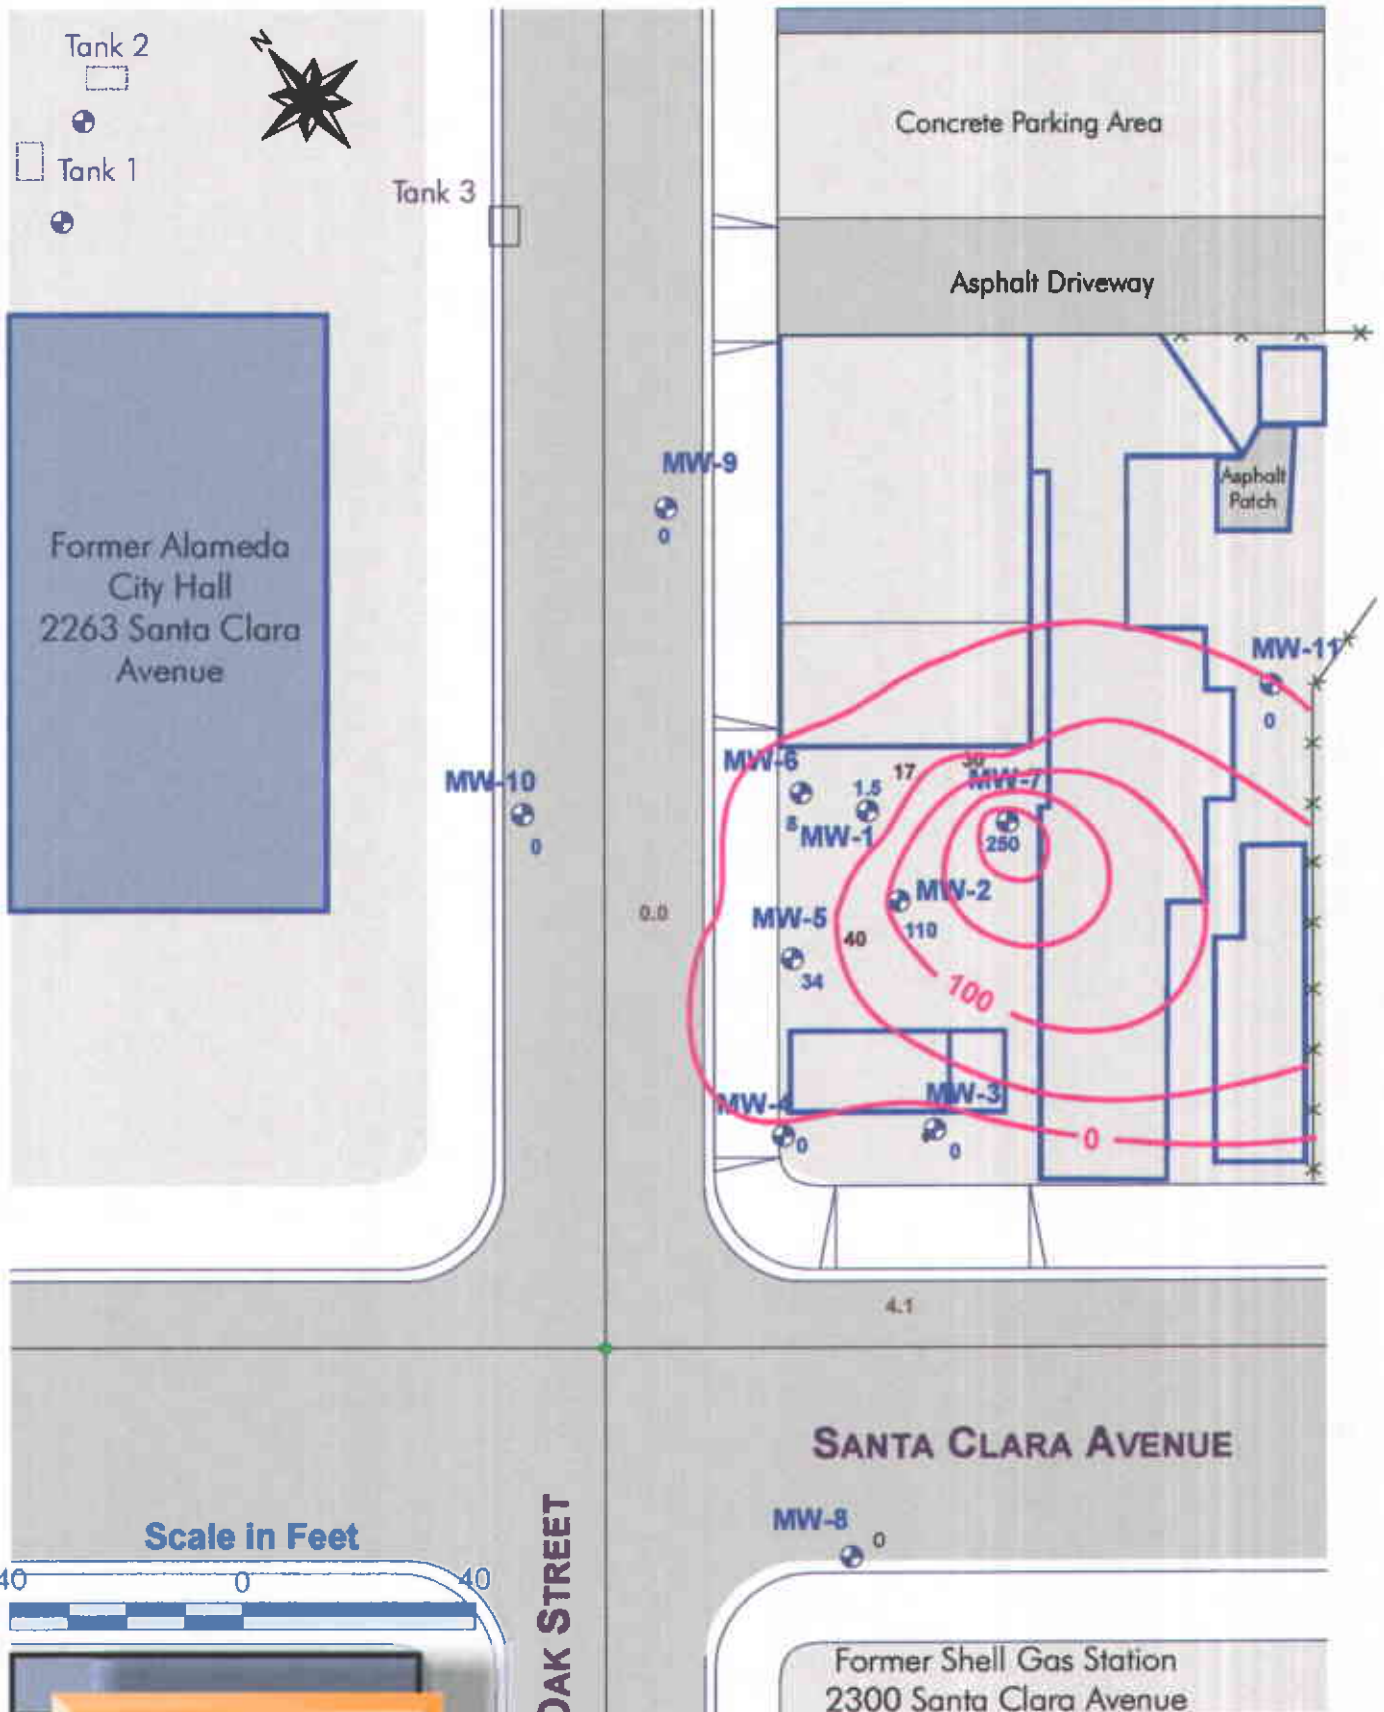 Tank 2
N
Tank 1
Tank 3
Concrete Parking Area
Asphalt Driveway
MW-9
0
Asphalt
Patch
Former Alameda
City Hall
2263 Santa Clara
Avenue
MW-11
0
MW-6
17
30
MW-7
MW-10
0
1.5
8
MW-1
250
MW-2
110
MW-5
0.0
40
34
100
MW-4
0
MW-3
0
0
4.1
SANTA CLARA AVENUE
MW-8
0
Scale in Feet
40 0 40
OAK STREET
Former Shell Gas Station
2300 Santa Clara Avenue